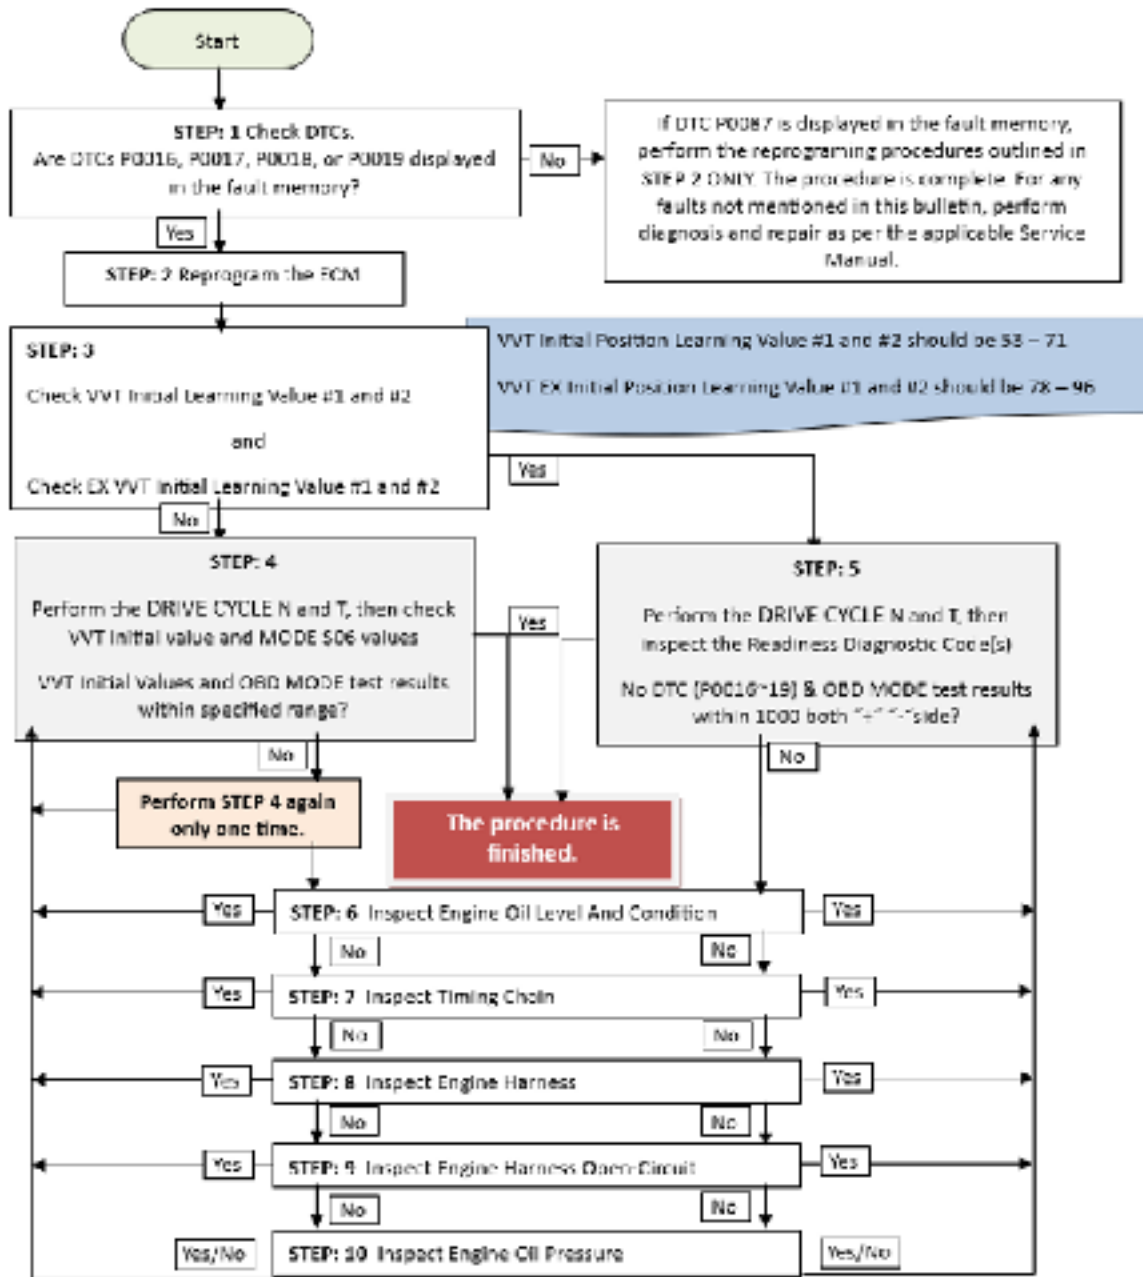 Start
STEP: 1 Check DTCs.
Are DTCs P0016, P0017, P0018, or P0019 displayed
in the fault memory?
No
If DTC P0087 is displayed in the fault memory,
perform the reprograming procedures outlined in
STEP 2 ONLY. The procedure is complete. For any
faults not mentioned in this bulletin, perform
diagnosis and repair as per the applicable Service
Manual.
Yes
STEP: 2 Reprogram the ECM
STEP: 3
Check VVT Initial Learning Value #1 and #2
and
Check EX VVT Initial Learning Value #1 and #2
VVT Initial Position Learning Value #1 and #2 should be 53 – 71
VVT EX Initial Position Learning Value #1 and #2 should be 78 – 96
Yes
No
STEP: 4
Perform the DRIVE CYCLE N and T, then check
VVT Initial value and MODE $06 values
VVT Initial Values and OBD MODE test results
within specified range?
Yes
STEP: 5
Perform the DRIVE CYCLE N and T, then
inspect the Readiness Diagnostic Code(s)
No DTC (P0016~19) & OBD MODE test results
within 1000 both "+" "-"side?
No
No
Perform STEP 4 again
only one time.
The procedure is
finished.
Yes
STEP: 6 Inspect Engine Oil Level And Condition
Yes
No
No
Yes
STEP: 7 Inspect Timing Chain
Yes
No
No
Yes
STEP: 8 Inspect Engine Harness
Yes
No
No
Yes
STEP: 9 Inspect Engine Harness Open-Circuit
Yes
No
No
Yes/No
STEP: 10 Inspect Engine Oil Pressure
Yes/No